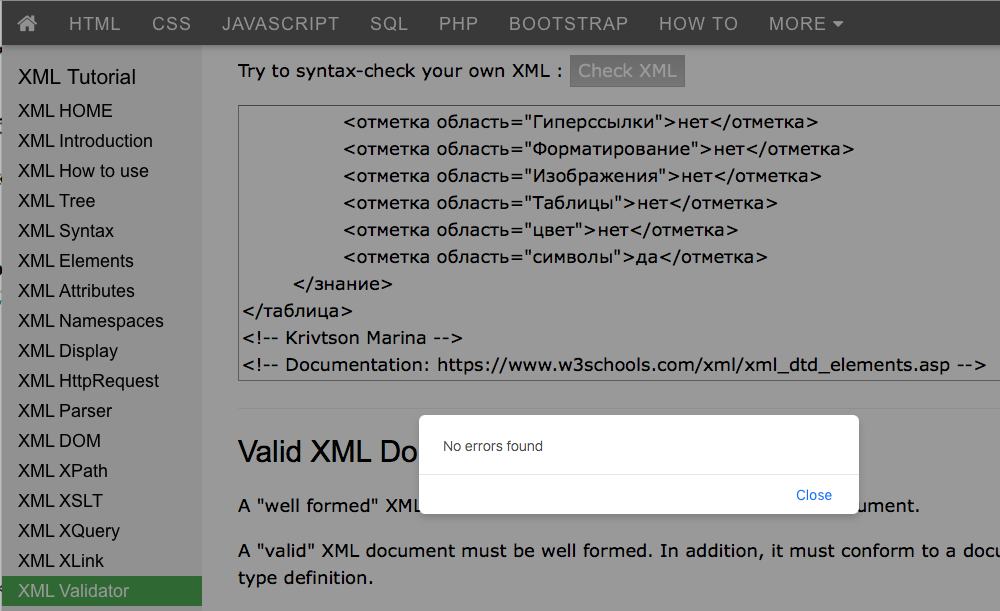 HTML CSS JAVASCRIPT SQL PHP BOOTSTRAP HOW TO MORE
XML Tutorial
XML HOME
XML Introduction
XML How to use
XML Tree
XML Syntax
XML Elements
XML Attributes
XML Namespaces
XML Display
XML HttpRequest
XML Parser
XML DOM
XML XPath
XML XSLT
XML XQuery
XML XLink
XML Validator
Try to syntax-check your own XML : Check XML
<отметка область="Гиперссылки">нет</отметка>
<отметка область="Форматирование">нет</отметка>
<отметка область="Изображения">нет</отметка>
<отметка область="Таблицы">нет</отметка>
<отметка область="цвет">нет</отметка>
<отметка область="символы">да</отметка>
</знание>
</таблица>
<!-- Krivtson Marina -->
<!-- Documentation: https://www.w3schools.com/xml/xml_dtd_elements.asp -->
Valid XML Do
No errors found
Close
A "well formed" XML ument.
A "valid" XML document must be well formed. In addition, it must conform to a docu
type definition.